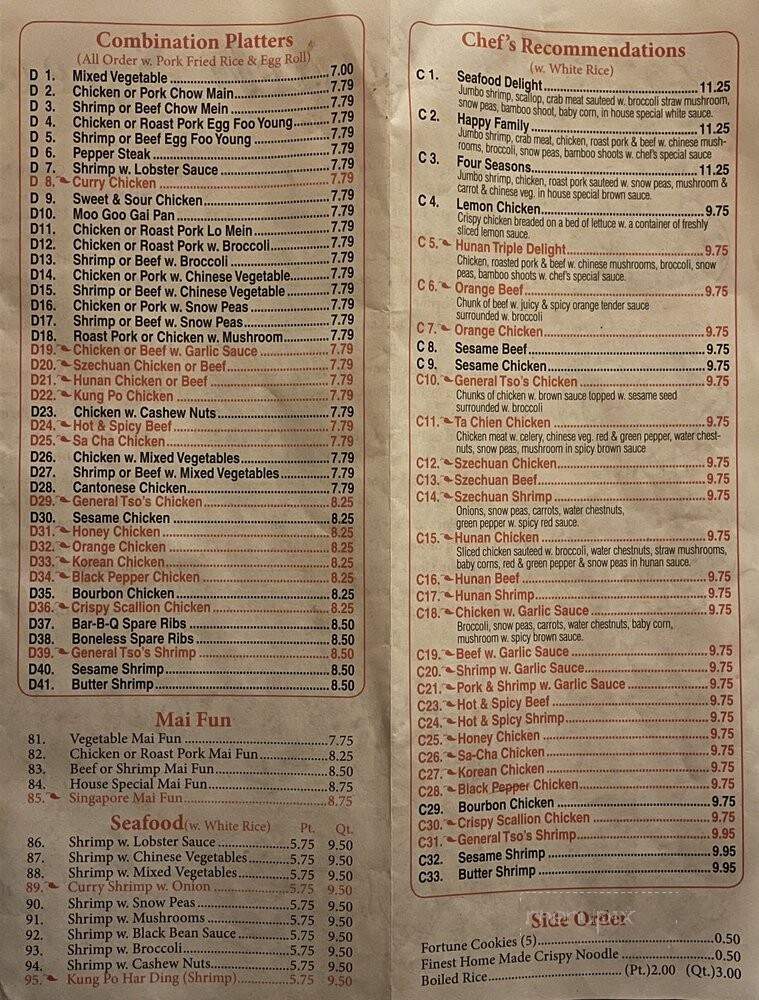 Combination Platters
(All Order w. Pork Fried Rice & Egg Roll)
D 1. Mixed Vegetable 7.00
D 2. Chicken or Pork Chow Main 7.79
D 3. Shrimp or Beef Chow Mein 7.79
D 4. Chicken or Roast Pork Egg Foo Young 7.79
D 5. Shrimp or Beef Egg Foo Young 7.79
D 6. Pepper Steak 7.79
D 7. Shrimp w. Lobster Sauce 7.79
D 8. Curry Chicken 7.79
D 9. Sweet & Sour Chicken 7.79
D10. Moo Goo Gai Pan 7.79
D11. Chicken or Roast Pork Lo Mein 7.79
D12. Chicken or Roast Pork w. Broccoli 7.79
D13. Shrimp or Beef w. Broccoli 7.79
D14. Chicken or Pork w. Chinese Vegetable 7.79
D15. Shrimp or Beef w. Chinese Vegetable 7.79
D16. Chicken or Pork w. Snow Peas 7.79
D17. Shrimp or Beef w. Snow Peas 7.79
D18. Roast Pork or Chicken w. Mushroom 7.79
D19. Chicken or Beef w. Garlic Sauce 7.79
D20. Szechuan Chicken or Beef 7.79
D21. Hunan Chicken or Beef 7.79
D22. Kung Po Chicken 7.79
D23. Chicken w. Cashew Nuts 7.79
D24. Hot & Spicy Beef 7.79
D25. Sa Cha Chicken 7.79
D26. Chicken w. Mixed Vegetables 7.79
D27. Shrimp or Beef w. Mixed Vegetables 7.79
D28. Cantonese Chicken 7.79
D29. General Tso's Chicken 8.25
D30. Sesame Chicken 8.25
D31. Honey Chicken 8.25
D32. Orange Chicken 8.25
D33. Korean Chicken 8.25
D34. Black Pepper Chicken 8.25
D35. Bourbon Chicken 8.25
D36. Crispy Scallion Chicken 8.25
D37. Bar-B-Q Spare Ribs 8.50
D38. Boneless Spare Ribs 8.50
D39. General Tso's Shrimp 8.50
D40. Sesame Shrimp 8.50
D41. Butter Shrimp 8.50
Mai Fun
81. Vegetable Mai Fun 7.75
82. Chicken or Roast Pork Mai Fun 8.25
83. Beef or Shrimp Mai Fun 8.50
84. House Special Mai Fun 8.75
85. Singapore Mai Fun 8.75
Seafood (w. White Rice) Pt. Qt.
86. Shrimp w. Lobster Sauce 5.75 9.50
87. Shrimp w. Chinese Vegetables 5.75 9.50
88. Shrimp w. Mixed Vegetables 5.75 9.50
89. Curry Shrimp w. Onion 5.75 9.50
90. Shrimp w. Snow Peas 5.75 9.50
91. Shrimp w. Mushrooms 5.75 9.50
92. Shrimp w. Black Bean Sauce 5.75 9.50
93. Shrimp w. Broccoli 5.75 9.50
94. Shrimp w. Cashew Nuts 5.75 9.50
95. Kung Po Har Ding (Shrimp) 5.75 9.50
Chef's Recommendations
(w. White Rice)
C 1. Seafood Delight 11.25
Jumbo shrimp, scallop, crab meat sauteed w. broccoli straw mushroom,
snow peas, bamboo shoot, baby corn, in house special white sauce.
C 2. Happy Family 11.25
Jumbo shrimp, crab meat, chicken, roast pork & beef w. chinese mush-
rooms, broccoli, snow peas, bamboo shoots w. chefs special sauce
C 3. Four Seasons 11.25
Jumbo shrimp, chicken, roast pork sauteed w. snow peas, mushroom &
carrot & chinese veg. in house special brown sauce.
C 4. Lemon Chicken 9.75
Crispy chicken breaded on a bed of lettuce w. a container of freshly
sliced lemon sauce.
C 5. Hunan Triple Delight 9.75
Chicken, roasted pork & beef w. chinese mushrooms, broccoli, snow
peas, bamboo shoots w. chef's special sauce.
C 6. Orange Beef 9.75
Chunk of beef w. juicy & spicy orange tender sauce
surrounded w. broccoli
C 7. Orange Chicken 9.75
C 8. Sesame Beef 9.75
C 9. Sesame Chicken 9.75
C10. General Tso's Chicken 9.75
Chunks of chicken w. brown sauce topped w. sesame seed
surrounded w. broccoli
C11. Ta Chien Chicken 9.75
Chicken meat w. celery, chinese veg. red & green pepper, water chest-
nuts, snow peas, mushroom in spicy brown sauce
C12. Szechuan Chicken 9.75
C13. Szechuan Beef 9.75
C14. Szechuan Shrimp 9.75
Onions, snow peas, carrots, water chestnuts,
green pepper w. spicy red sauce.
C15. Hunan Chicken 9.75
Sliced chicken sauteed w. broccoli, water chestnuts, straw mushrooms,
baby corns, red & green pepper & snow peas in hunan sauce.
C16. Hunan Beef 9.75
C17. Hunan Shrimp 9.75
C18. Chicken w. Garlic Sauce 9.75
Broccoli, snow peas, carrots, water chestnuts, baby corn,
mushroom w. spicy brown sauce.
C19. Beef w. Garlic Sauce 9.75
C20. Shrimp w. Garlic Sauce 9.75
C21. Pork & Shrimp w. Garlic Sauce 9.75
C23. Hot & Spicy Beef 9.75
C24. Hot & Spicy Shrimp 9.75
C25. Honey Chicken 9.75
C26. Sa-Cha Chicken 9.75
C27. Korean Chicken 9.75
C28. Black Pepper Chicken 9.75
C29. Bourbon Chicken 9.75
C30. Crispy Scallion Chicken 9.75
C31. General Tso's Shrimp 9.95
C32. Sesame Shrimp 9.95
C33. Butter Shrimp 9.95
Side Order
Fortune Cookies (5) 0.50
Finest Home Made Crispy Noodle 0.50
Boiled Rice (Pt.)2.00 (Qt.)3.00